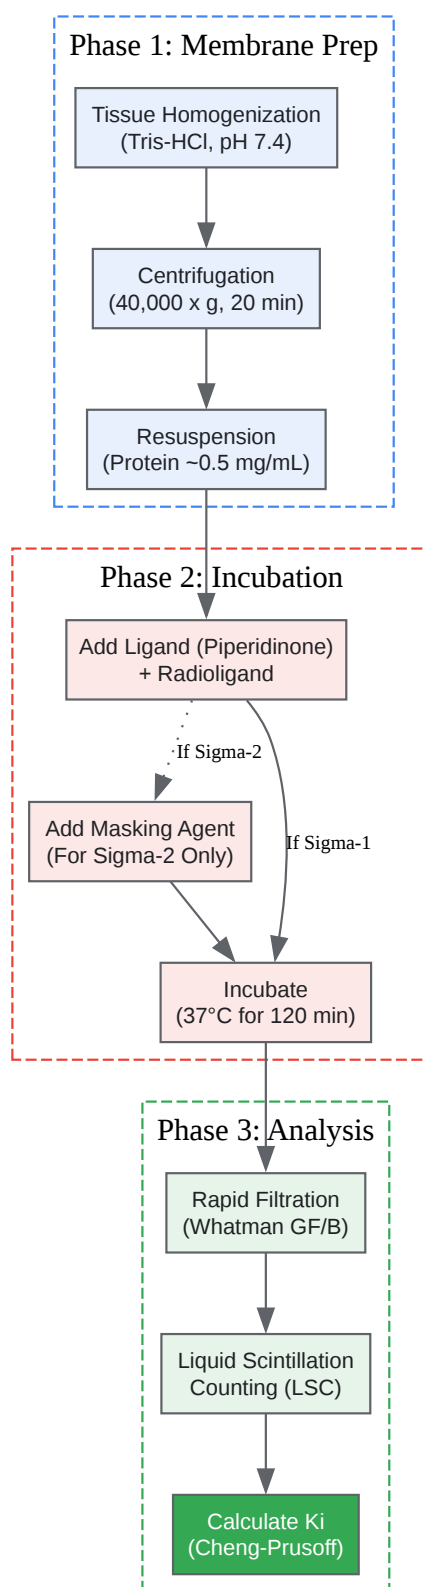 Phase 1: Membrane Prep
Tissue Homogenization
(Tris-HCl, pH 7.4)
Centrifugation
(40,000 x g, 20 min)
Resuspension
(Protein ~0.5 mg/mL)
Phase 2: Incubation
Add Ligand (Piperidinone)
+ Radioligand
If Sigma-2
Add Masking Agent
(For Sigma-2 Only)
If Sigma-1
Incubate
(37°C for 120 min)
Phase 3: Analysis
Rapid Filtration
(Whatman GF/B)
Liquid Scintillation
Counting (LSC)
Calculate Ki
(Cheng-Prusoff)